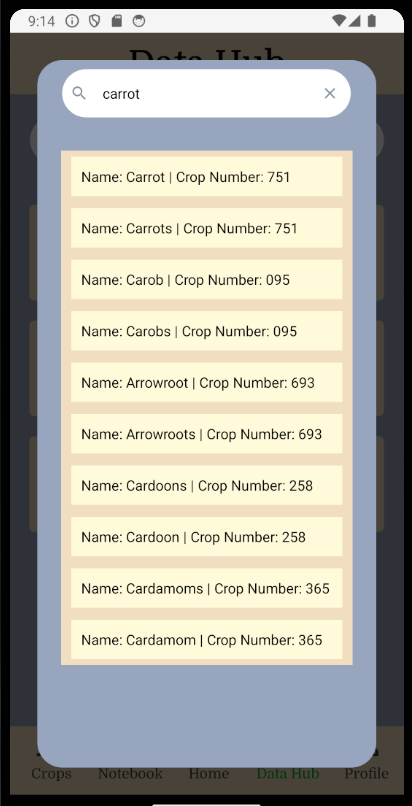 9:14
Data Hub
carrot
Name: Carrot | Crop Number: 751
Name: Carrots | Crop Number: 751
Name: Carob | Crop Number: 095
Name: Carobs | Crop Number: 095
Name: Arrowroot | Crop Number: 693
Name: Arrowroots | Crop Number: 693
Name: Cardoons | Crop Number: 258
Name: Cardoon | Crop Number: 258
Name: Cardamoms | Crop Number: 365
Name: Cardamom | Crop Number: 365
Crops Notebook Home Data Hub Profile